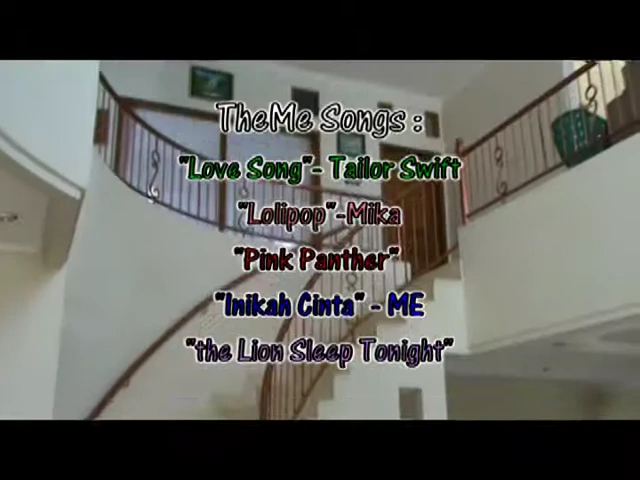 TheMe Songs :
"Love Song"- Tailor Swift
"Lolipop"-Mika
"Pink Panther"
"Inikah Cinta" - ME
"the Lion Sleep Tonight"